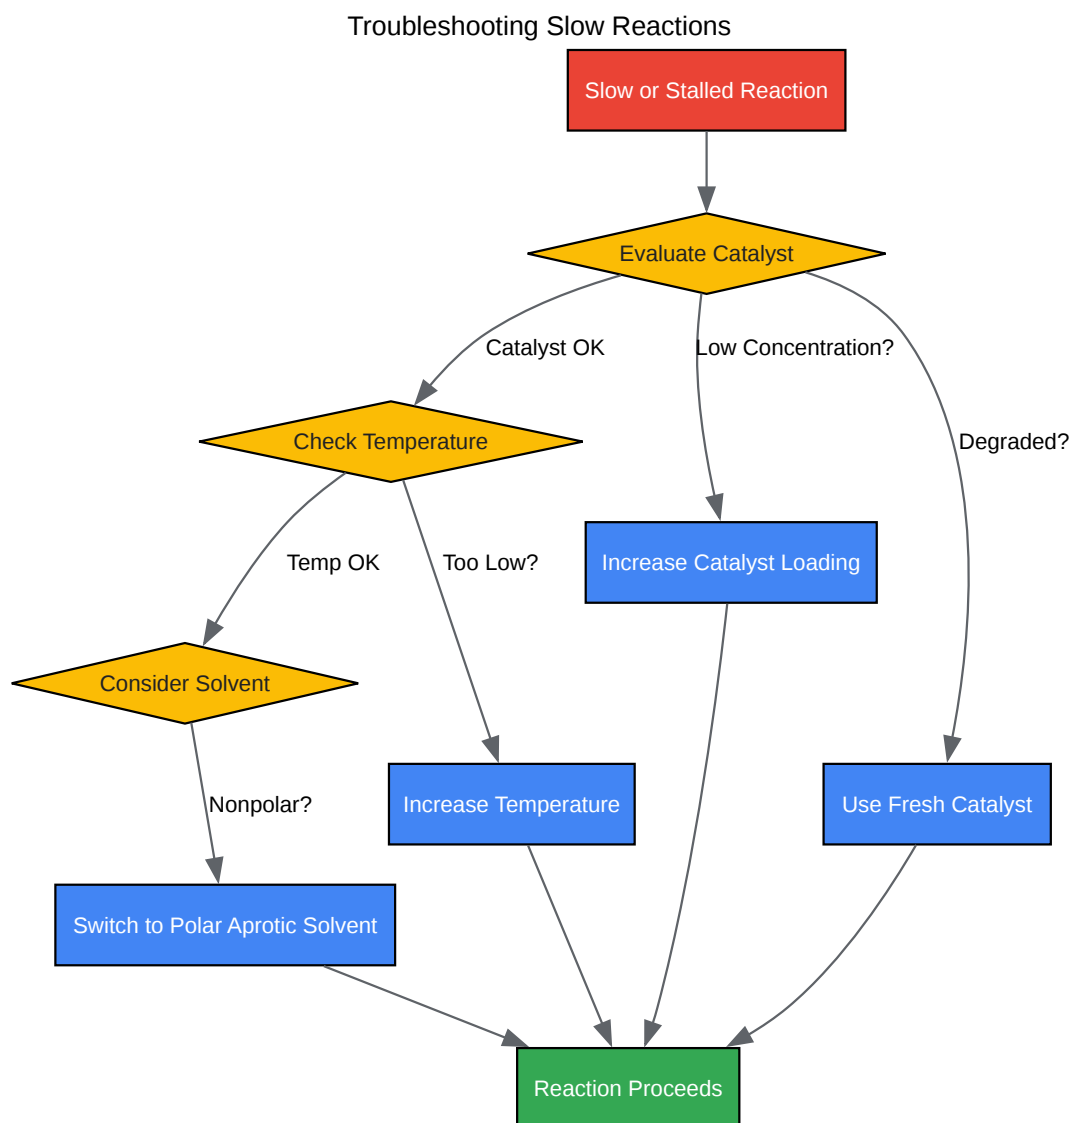 Troubleshooting Slow Reactions
Slow or Stalled Reaction
Evaluate Catalyst
Catalyst OK
Low Concentration?
Degraded?
Check Temperature
Temp OK
Too Low?
Increase Catalyst Loading
Consider Solvent
Nonpolar?
Increase Temperature
Use Fresh Catalyst
Switch to Polar Aprotic Solvent
Reaction Proceeds